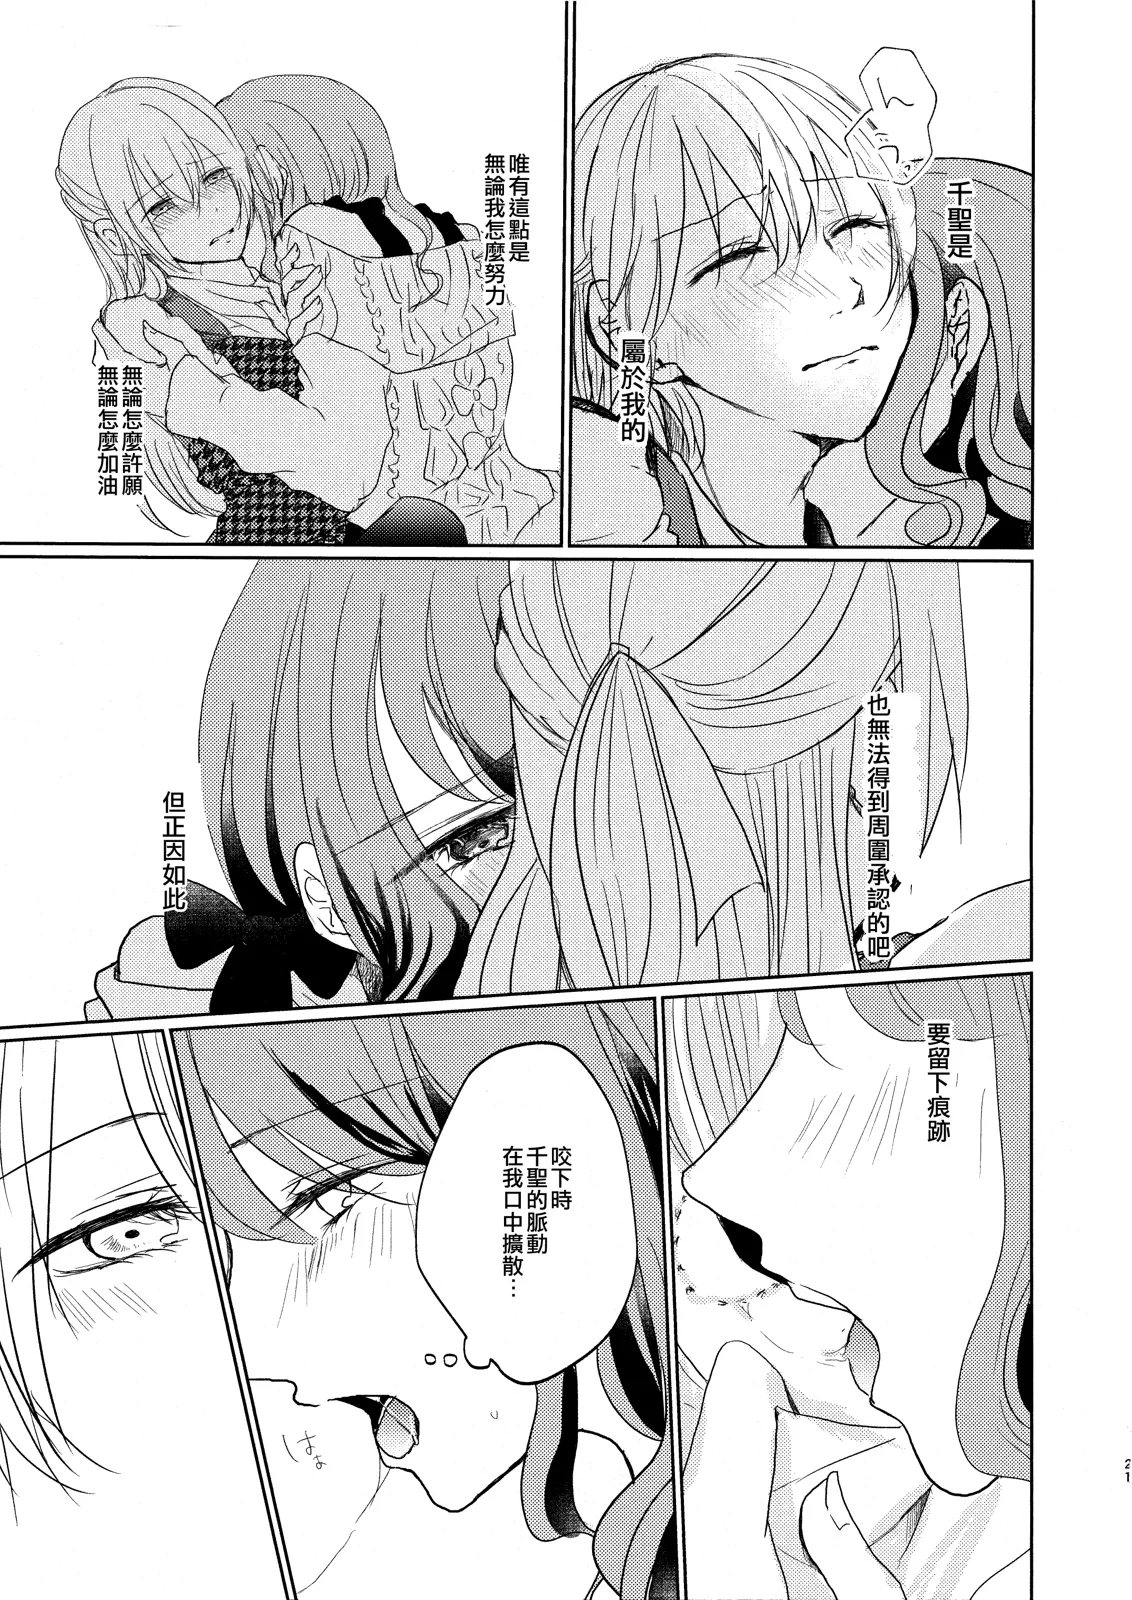 千聖是
屬於我的
唯有這點是
無論我怎麼努力
無論怎麼許願
無論怎麼加油
也無法得到周圍承認的吧
但正因如此
要留下痕跡
咬下時
千聖的脈動
在我口中擴散…
はぁ
21